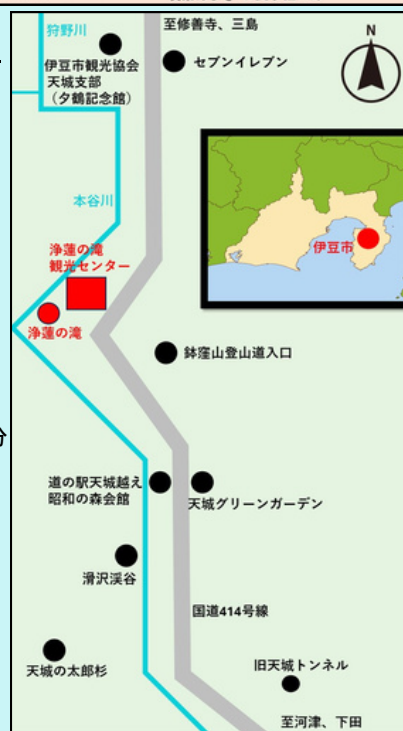 狩野川
至修善寺、三島
N
伊豆市観光協会
天城支部
（夕鶴記念館）
セブンイレブン
本谷川
伊豆市
浄蓮の滝
観光センター
浄蓮の滝
鉢窪山登山道入口
分
道の駅天城越え
昭和の森会館
天城グリーンガーデン
滑沢渓谷
国道414号線
天城の太郎杉
旧天城トンネル
至河津、下田